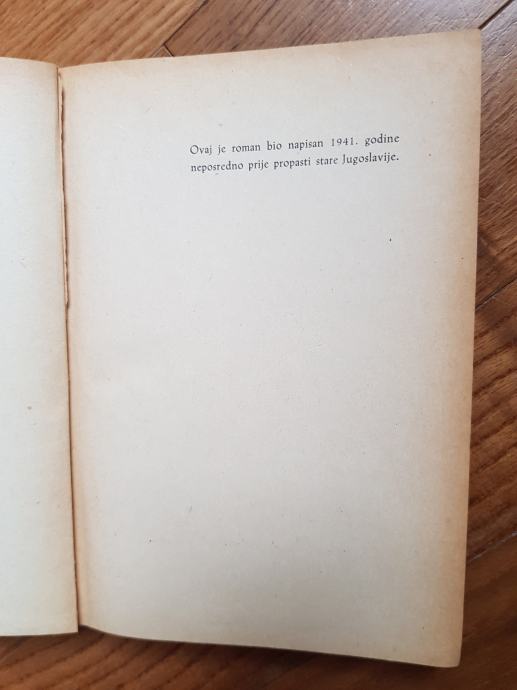 Ovaj je roman bio napisan 1941. godine
neposredno prije propasti stare Jugoslavije.